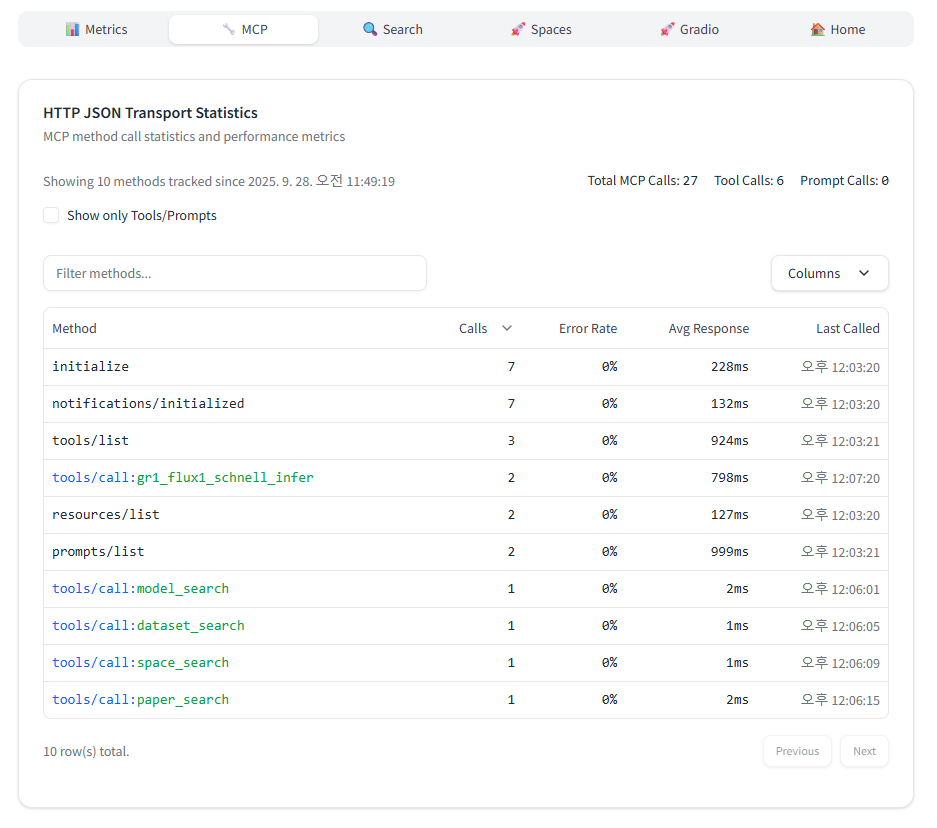 📊 Metrics 🔧 MCP 🔍 Search 🚀 Spaces 🚀 Gradio 🏠 Home
HTTP JSON Transport Statistics
MCP method call statistics and performance metrics
Showing 10 methods tracked since 2025. 9. 28. 오전 11:49:19 Total MCP Calls: 27 Tool Calls: 6 Prompt Calls: 0
Show only Tools/Prompts
Filter methods... Columns
Method Calls Error Rate Avg Response Last Called
initialize 7 0% 228ms 오후 12:03:20
notifications/initialized 7 0% 132ms 오후 12:03:20
tools/list 3 0% 924ms 오후 12:03:21
tools/call:gr1_flux1_schnell_infer 2 0% 798ms 오후 12:07:20
resources/list 2 0% 127ms 오후 12:03:20
prompts/list 2 0% 999ms 오후 12:03:21
tools/call:model_search 1 0% 2ms 오후 12:06:01
tools/call:dataset_search 1 0% 1ms 오후 12:06:05
tools/call:space_search 1 0% 1ms 오후 12:06:09
tools/call:paper_search 1 0% 2ms 오후 12:06:15
10 row(s) total. Previous Next